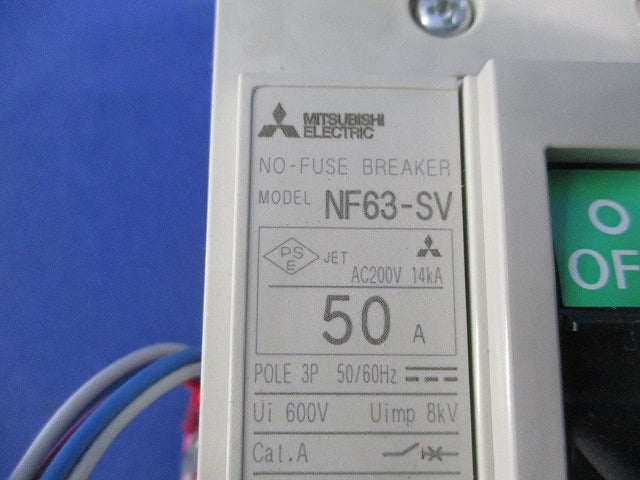 MITSUBISHI
ELECTRIC
NO-FUSE BREAKER
MODEL NF63-SV
PS
E
JET
AC200V 14kA
50 A
POLE 3P 50/60Hz
Ui 600V Uimp 8kV
Cat.A
OF